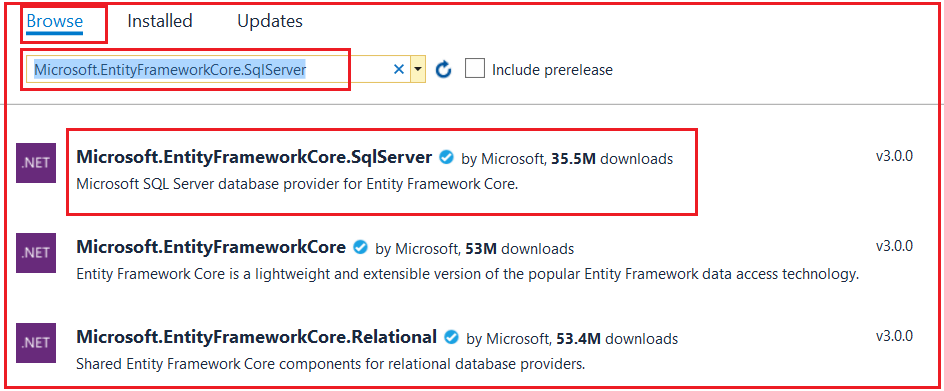 Browse Installed Updates
Microsoft.EntityFrameworkCore.SqlServer Include prerelease
.NET Microsoft.EntityFrameworkCore.SqlServer by Microsoft, 35.5M downloads v3.0.0
Microsoft SQL Server database provider for Entity Framework Core.
.NET Microsoft.EntityFrameworkCore by Microsoft, 53M downloads v3.0.0
Entity Framework Core is a lightweight and extensible version of the popular Entity Framework data access technology.
.NET Microsoft.EntityFrameworkCore.Relational by Microsoft, 53.4M downloads v3.0.0
Shared Entity Framework Core components for relational database providers.